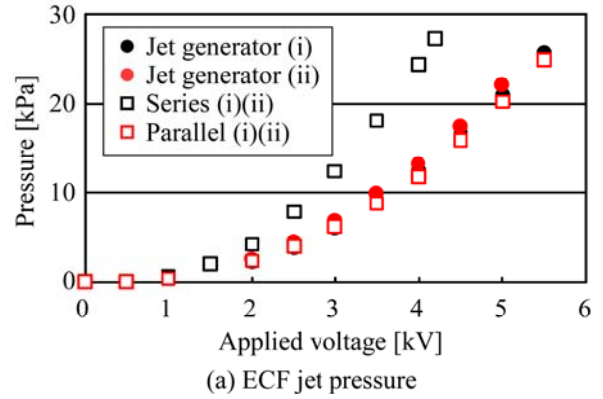 30
20
10
0
Pressure [kPa]
Jet generator (i)
Jet generator (ii)
Series (i)(ii)
Parallel (i)(ii)
0 1 2 3 4 5 6
Applied voltage [kV]
(a) ECF jet pressure